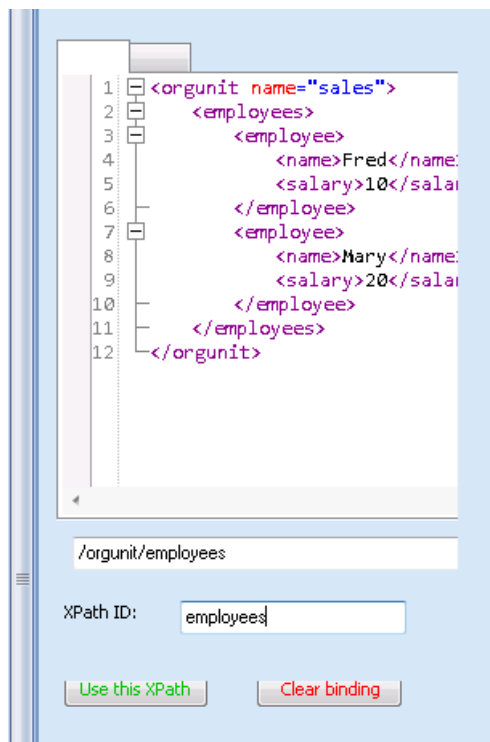 1 <orgunit name="sales">
2 <employees>
3 <employee>
4 <name>Fred</name
5 <salary>10</salar
6 </employee>
7 <employee>
8 <name>Mary</name
9 <salary>20</salar
10 </employee>
11 </employees>
12 </orgunit>
/orgunit/employees
XPath ID: employees
Use this XPath Clear binding